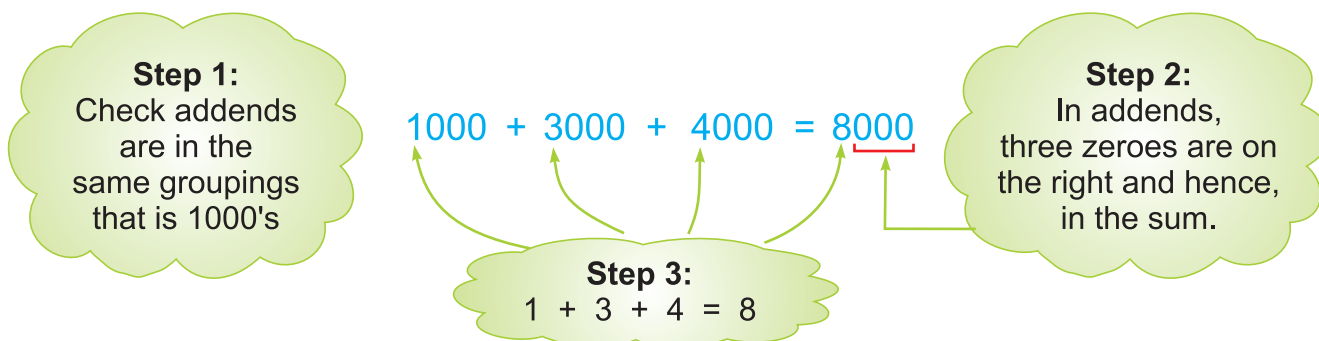 Step 1:
Check addends
are in the
same groupings
that is 1000's
1000 + 3000 + 4000 = 8000
Step 2:
In addends,
three zeroes are on
the right and hence,
in the sum.
Step 3:
1 + 3 + 4 = 8